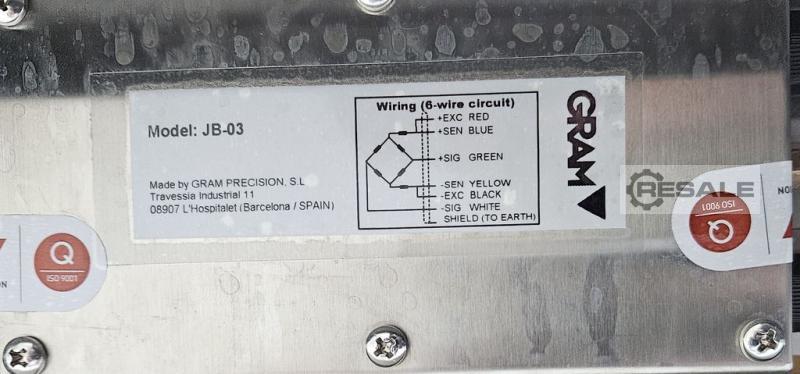 Model: JB-03
Made by GRAM PRECISION, S.L
Travessia Industrial 11
08907 L'Hospitalet (Barcelona / SPAIN)
Wiring (6-wire circuit)
+EXC RED
+SEN BLUE
+SIG GREEN
-SEN YELLOW
-EXC BLACK
-SIG WHITE
SHIELD (TO EARTH)
GRAM
RESALE
Q
ISO 9001
Q
ISO 9001